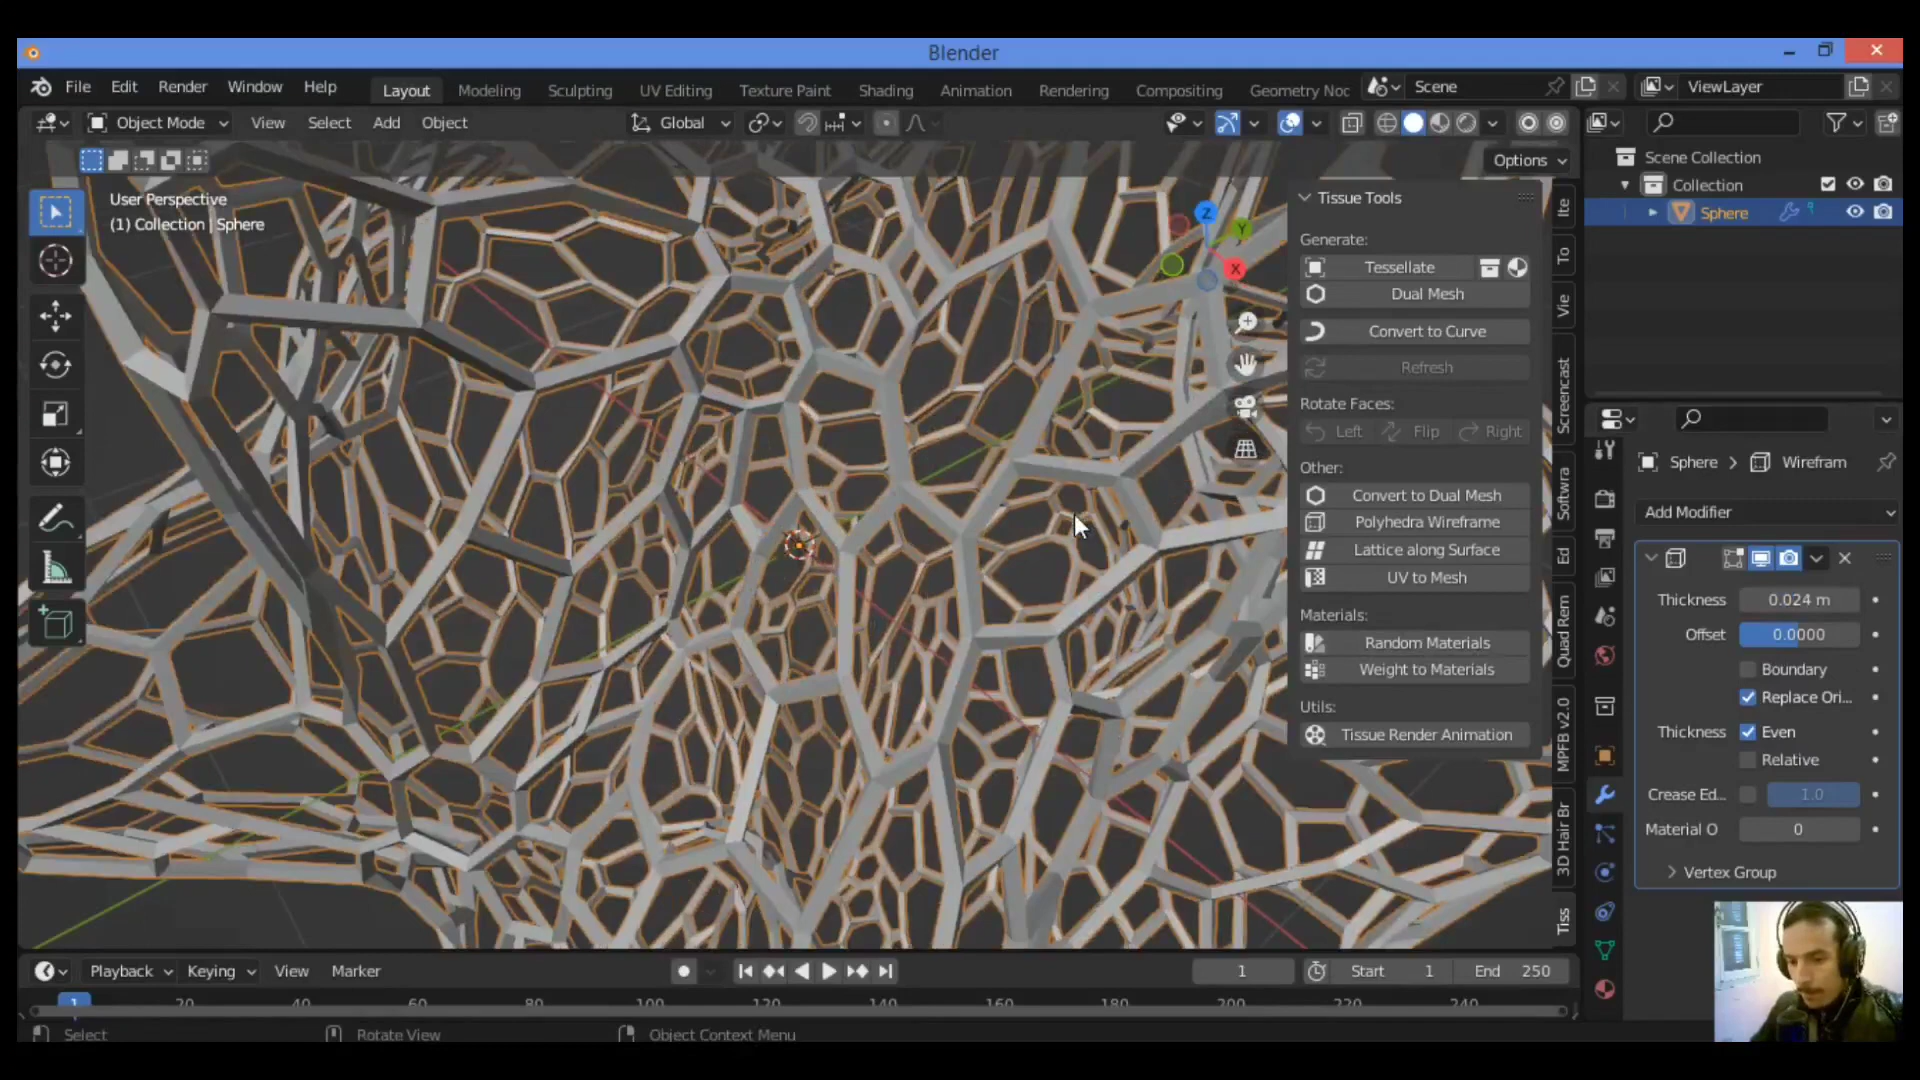 Blender
File Edit Render Window Help Layout Modeling Sculpting UV Editing Texture Paint Shading Animation Rendering Compositing Geometry Noc Scene ViewLayer
Object Mode View Select Add Object Global
Options
User Perspective
(1) Collection | Sphere
Z
Y
X
Tissue Tools
Generate:
Tessellate
Dual Mesh
Convert to Curve
Refresh
Rotate Faces:
Left Flip Right
Other:
Convert to Dual Mesh
Polyhedra Wireframe
Lattice along Surface
UV to Mesh
Materials:
Random Materials
Weight to Materials
Utils:
Tissue Render Animation
Ite
To
Vie
Screencast
Softwra
Ed
Quad Rem
MPFB v2.0
3D Hair Br
Tiss
Scene Collection
Collection
Sphere
Sphere Wirefram
Add Modifier
Thickness 0.024 m
Offset 0.0000
Boundary
Replace Ori...
Thickness Even
Relative
Crease Ed... 1.0
Material O 0
Vertex Group
Playback Keying View Marker 1 Start 1 End 250
1 20 40 60 80 100 120 140 160 180 200 220 240
Select Rotate View Object Context Menu